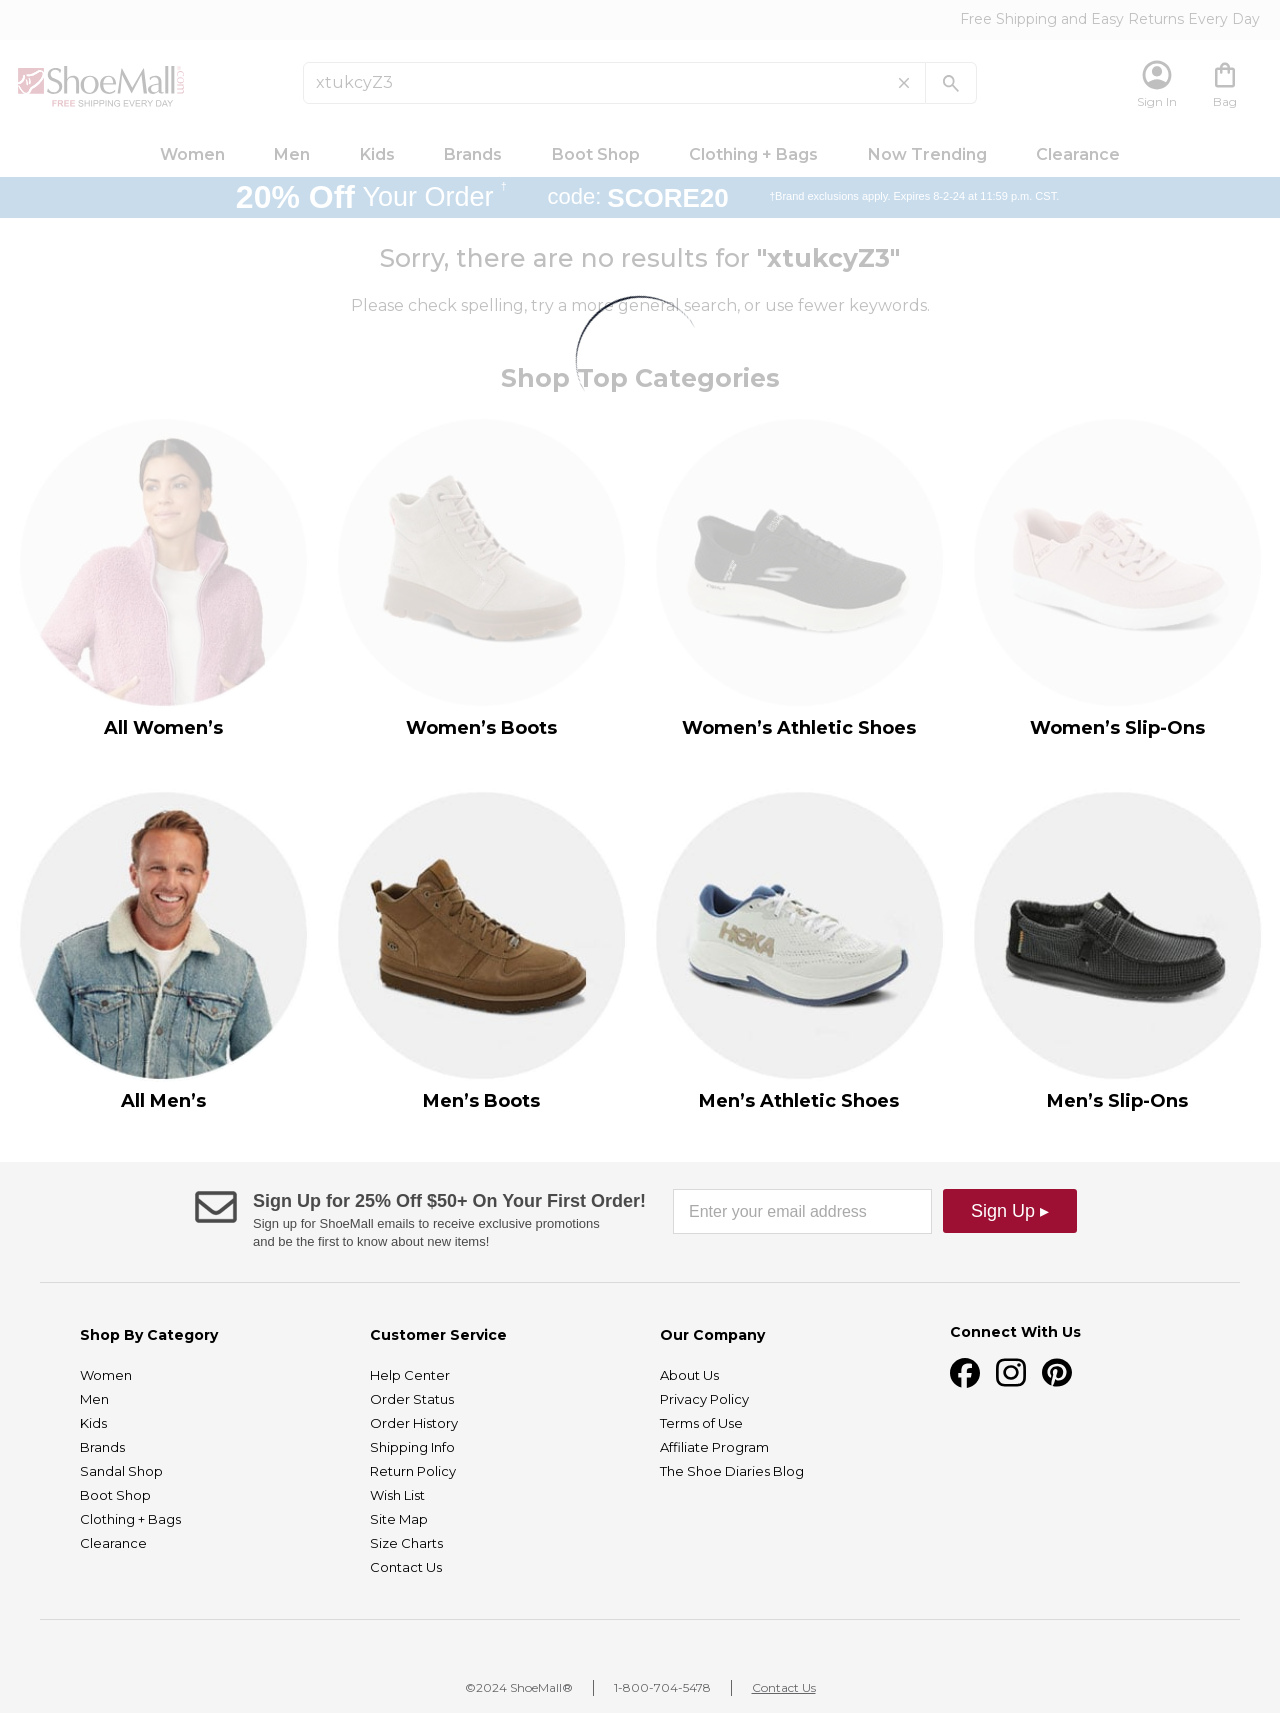 Free Shipping and Easy Returns Every Day
ShoeMall.com
FREE SHIPPING EVERY DAY
xtukcyZ3
Sign In
Bag
Women Men Kids Brands Boot Shop Clothing + Bags Now Trending Clearance
20% Off Your Order † code: SCORE20 †Brand exclusions apply. Expires 8-2-24 at 11:59 p.m. CST.
Sorry, there are no results for "xtukcyZ3"
Please check spelling, try a more general search, or use fewer keywords.
Shop Top Categories
All Women’s
Women’s Boots
Women’s Athletic Shoes
Women’s Slip-Ons
HOKA
All Men’s
Men’s Boots
Men’s Athletic Shoes
Men’s Slip-Ons
Sign Up for 25% Off $50+ On Your First Order!
Sign up for ShoeMall emails to receive exclusive promotions
and be the first to know about new items!
Enter your email address
Sign Up ▸
Shop By Category
Women
Men
Kids
Brands
Sandal Shop
Boot Shop
Clothing + Bags
Clearance
Customer Service
Help Center
Order Status
Order History
Shipping Info
Return Policy
Wish List
Site Map
Size Charts
Contact Us
Our Company
About Us
Privacy Policy
Terms of Use
Affiliate Program
The Shoe Diaries Blog
Connect With Us
©2024 ShoeMall® 1-800-704-5478 Contact Us